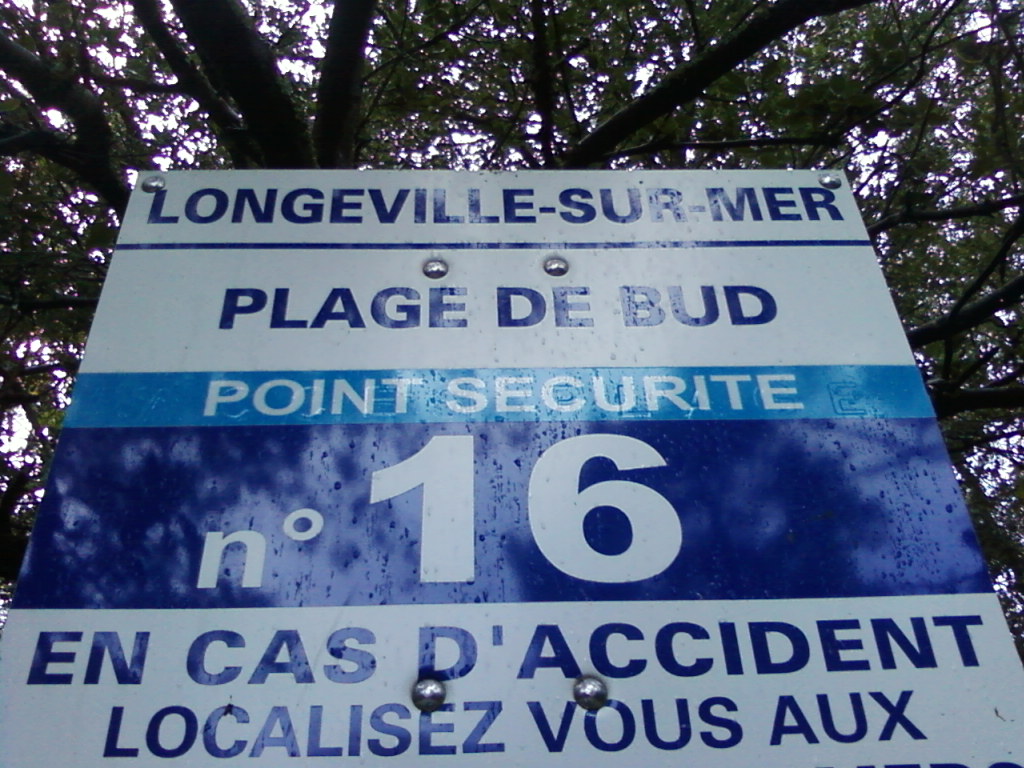 LONGEVILLE-SUR-MER
PLAGE DE BUD
POINT SECURITE
n° 16
EN CAS D'ACCIDENT
LOCALISEZ VOUS AUX